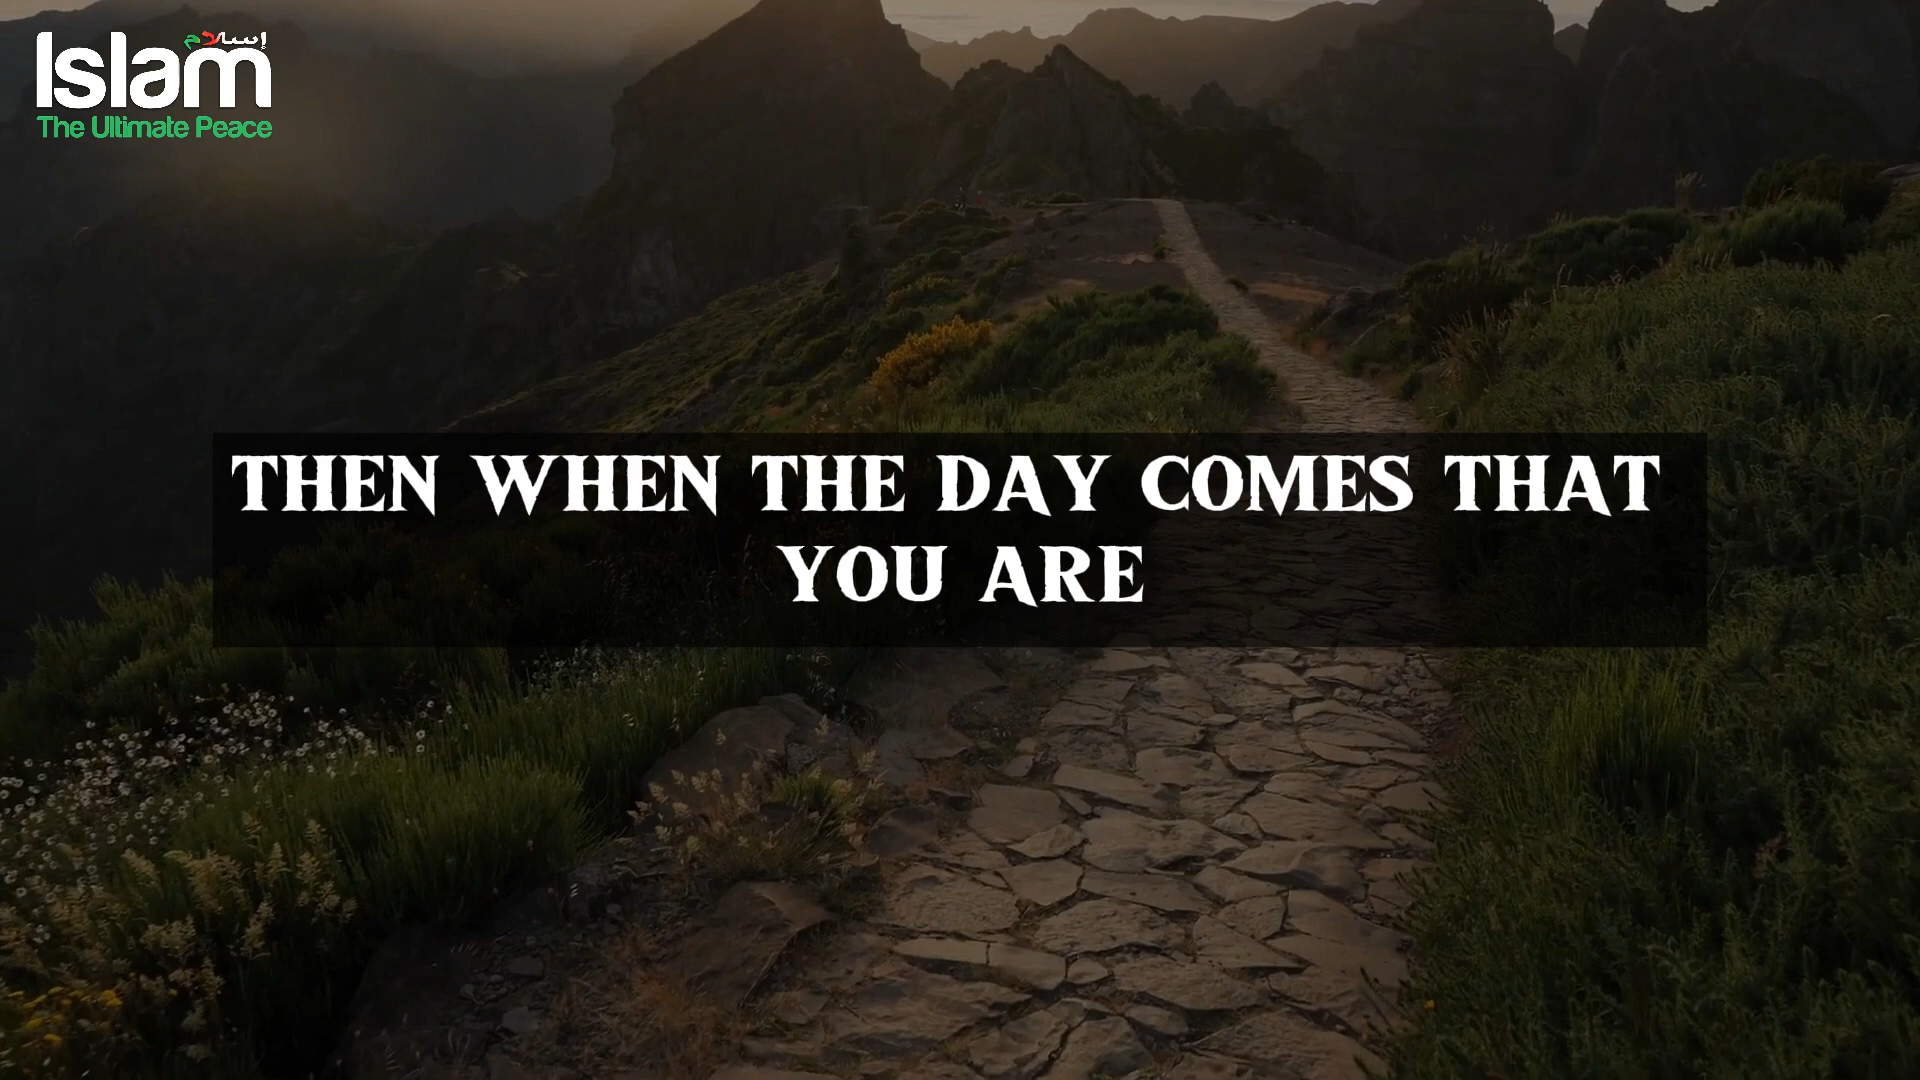 إسلام
Islam
The Ultimate Peace
THEN WHEN THE DAY COMES THAT
YOU ARE